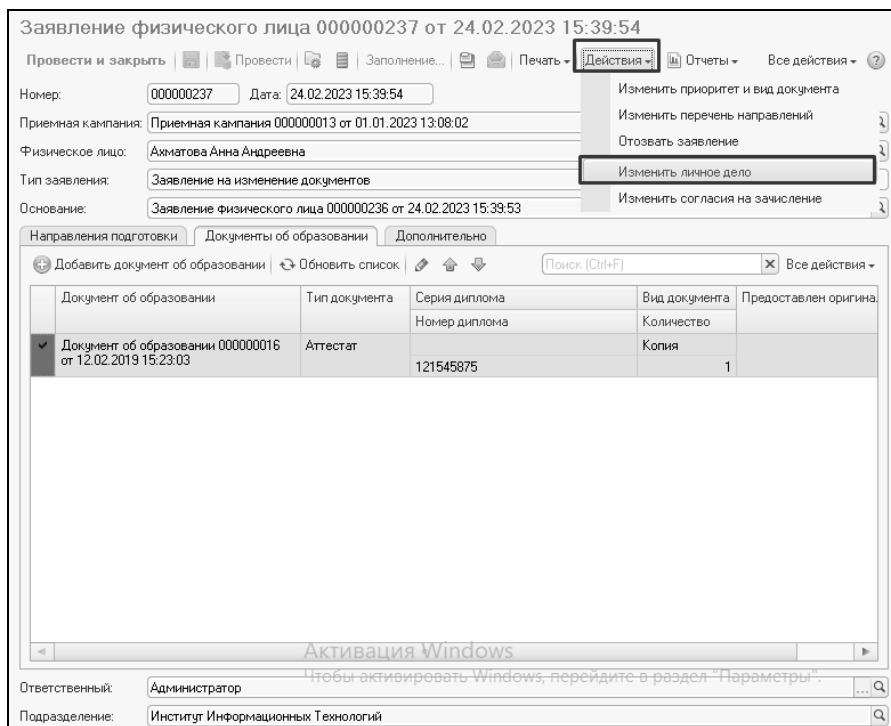 Заявление физического лица 000000237 от 24.02.2023 15:39:54
Провести и закрыть Провести Заполнение... Печать Действия Отчеты Все действия ?
Изменить приоритет и вид документа
Изменить перечень направлений
Отозвать заявление
Изменить личное дело
Изменить согласия на зачисление
Номер: 000000237 Дата: 24.02.2023 15:39:54
Приемная кампания: Приемная кампания 000000013 от 01.01.2023 13:08:02
Физическое лицо: Ахматова Анна Андреевна
Тип заявления: Заявление на изменение документов
Основание: Заявление физического лица 000000236 от 24.02.2023 15:39:53
Направления подготовки Документы об образовании Дополнительно
Добавить документ об образовании Обновить список Поиск (Ctrl+F) Все действия
Документ об образовании Тип документа Серия диплома Вид документа Предоставлен оригина.
Номер диплома Количество
Документ об образовании 000000016 Аттестат Копия
от 12.02.2019 15:23:03 121545875 1
Активация Windows
Чтобы активировать Windows, перейдите в раздел "Параметры".
Ответственный: Администратор ...
Подразделение: Институт Информационных Технологий